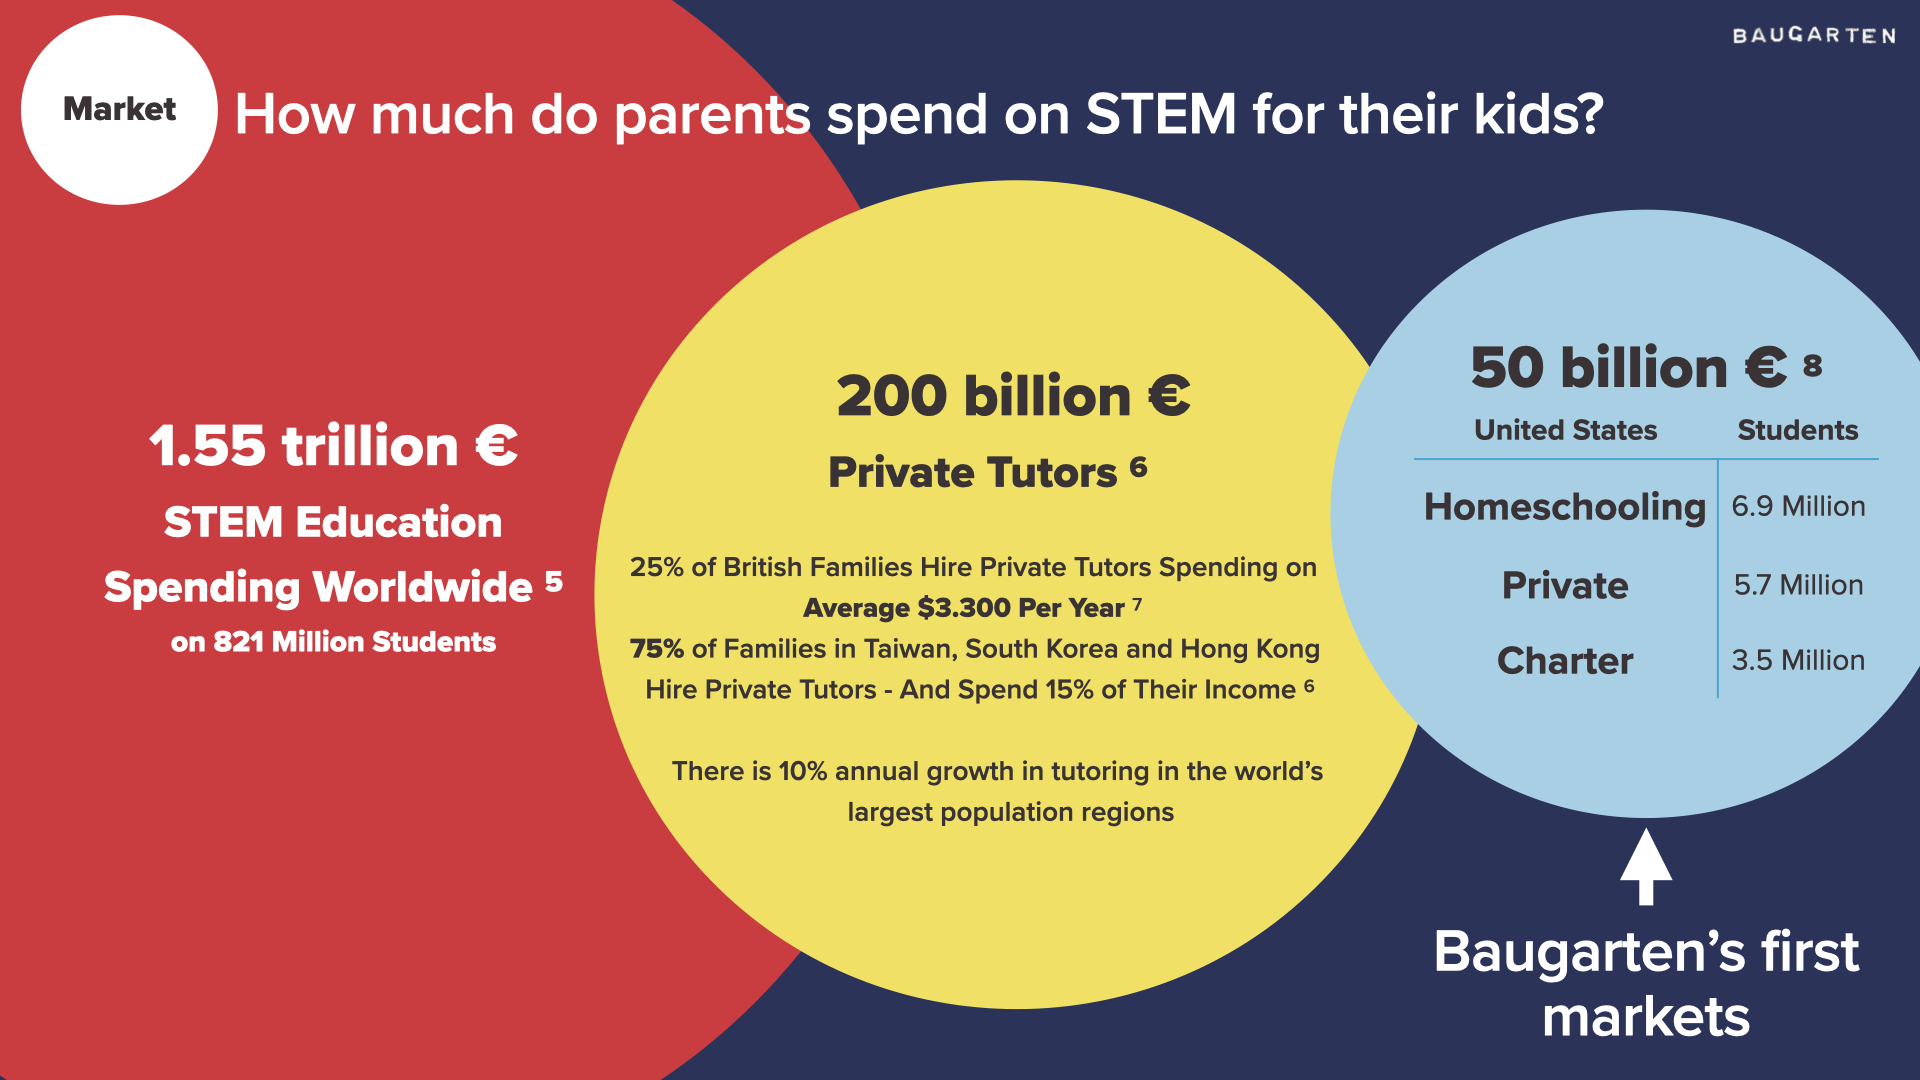 BAUGARTEN
Market
How much do parents spend on STEM for their kids?
1.55 trillion €
STEM Education
Spending Worldwide 5
on 821 Million Students
200 billion €
Private Tutors 6
25% of British Families Hire Private Tutors Spending on
Average $3.300 Per Year 7
75% of Families in Taiwan, South Korea and Hong Kong
Hire Private Tutors - And Spend 15% of Their Income 6
There is 10% annual growth in tutoring in the world's
largest population regions
50 billion € 8
United States Students
Homeschooling 6.9 Million
Private 5.7 Million
Charter 3.5 Million
Baugarten's first
markets